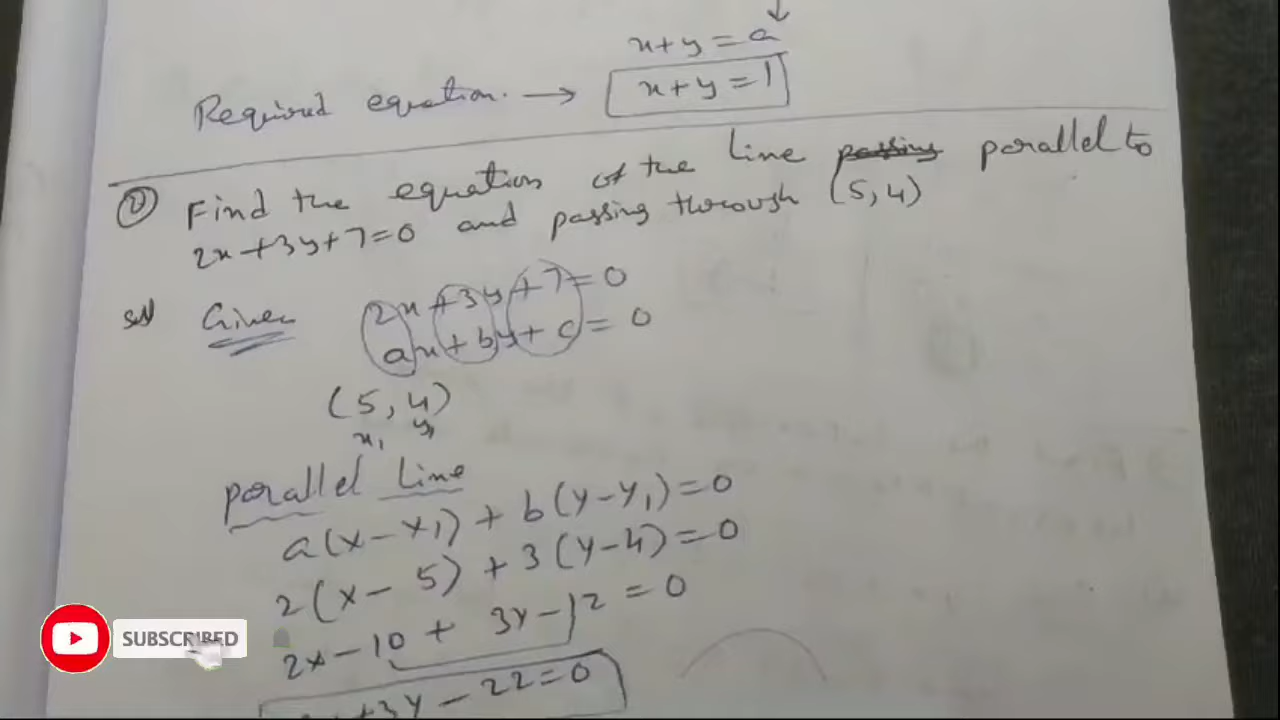 x+y=a
Required equation. → x+y=1
② Find the equation of the line passing parallel to
2x+3y+7=0 and passing through (5,4)
Sol Given 2x+3y+7=0
ax+by+c=0
(5,4)
x₁ y₁
parallel Line
a(x-x₁) + b(y-y₁)=0
2(x-5) + 3(y-4)=0
2x-10 + 3y-12=0
+3y-22=0
SUBSCRIBED